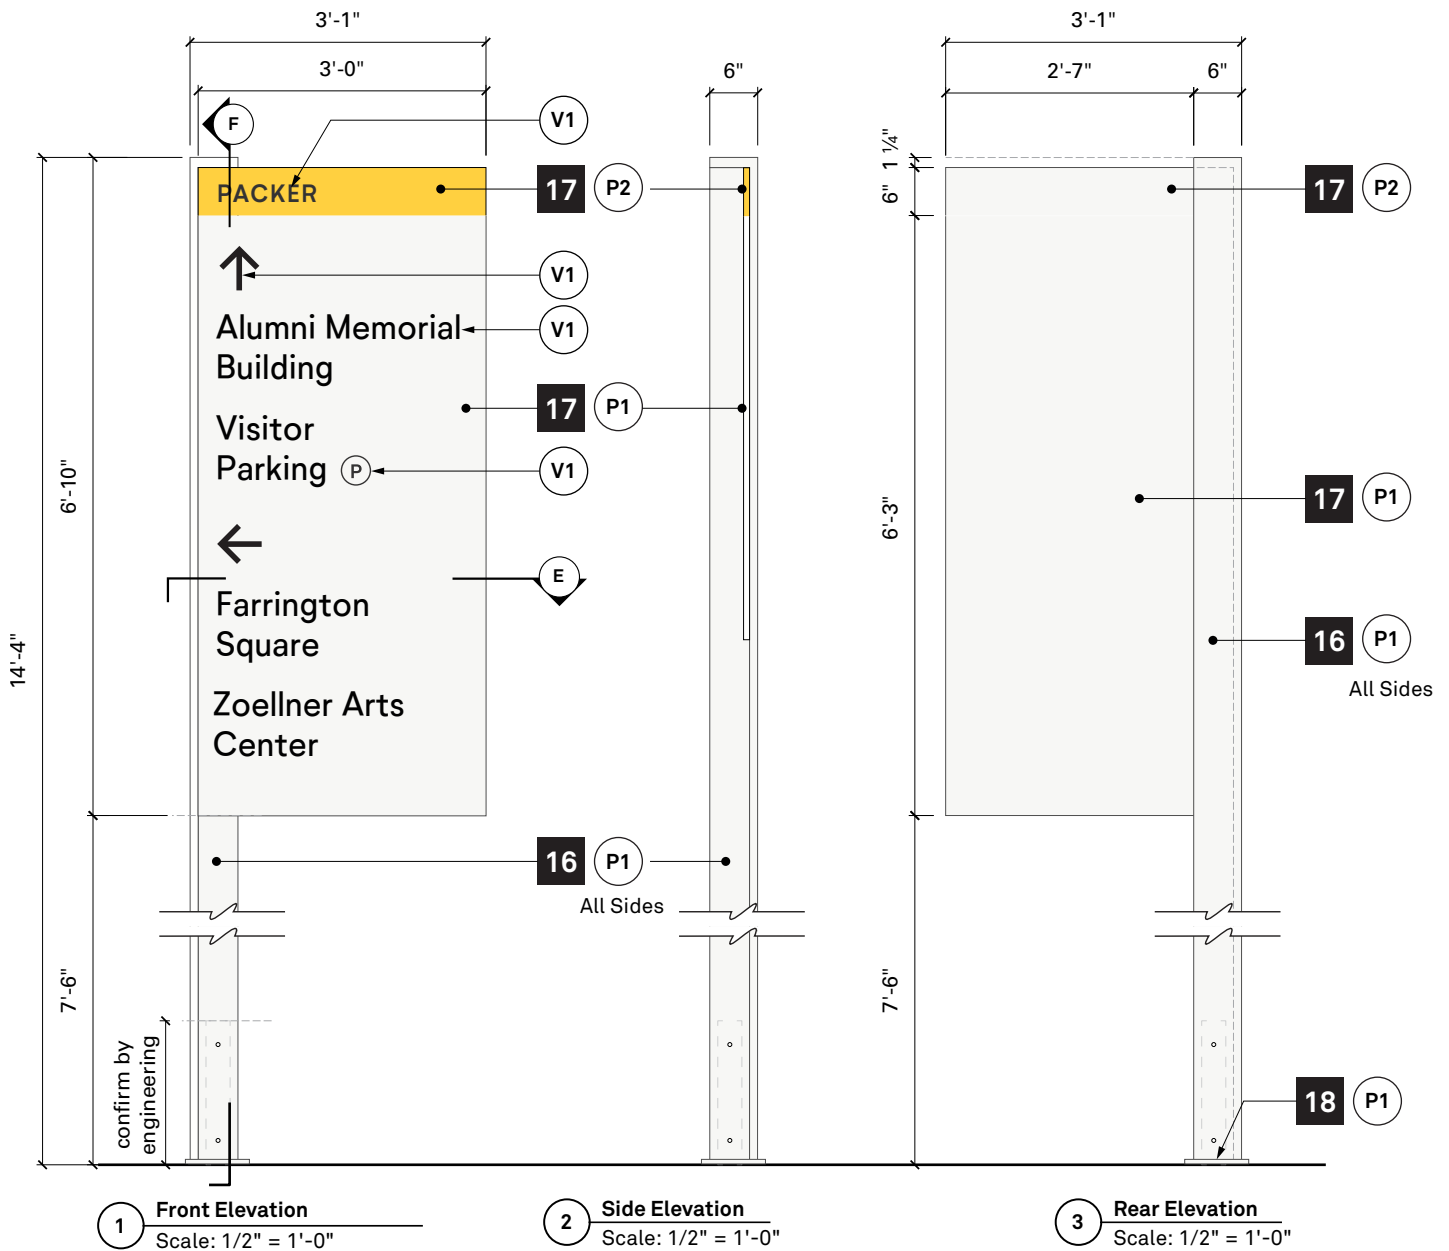 3'-1"
3'-0"
6"
3'-1"
2'-7"
6"
F
V1
PACKER
17 P2
1 ¼"
6"
17 P2
V1
Alumni Memorial
Building
V1
17 P1
Visitor
Parking P
V1
6'-10"
6'-3"
17 P1
E
Farrington
Square
14'-4"
16 P1
All Sides
Zoellner Arts
Center
16 P1
All Sides
7'-6"
7'-6"
confirm by
engineering
18 P1
1 Front Elevation
Scale: 1/2" = 1'-0"
2 Side Elevation
Scale: 1/2" = 1'-0"
3 Rear Elevation
Scale: 1/2" = 1'-0"